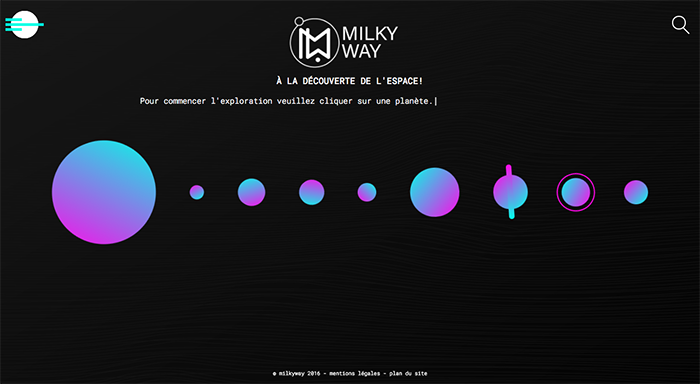 MILKY
WAY
À LA DÉCOUVERTE DE L'ESPACE!
Pour commencer l'exploration veuillez cliquer sur une planète.|
© milkyway 2016 - mentions légales - plan du site